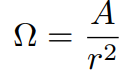 Ω = A / r²